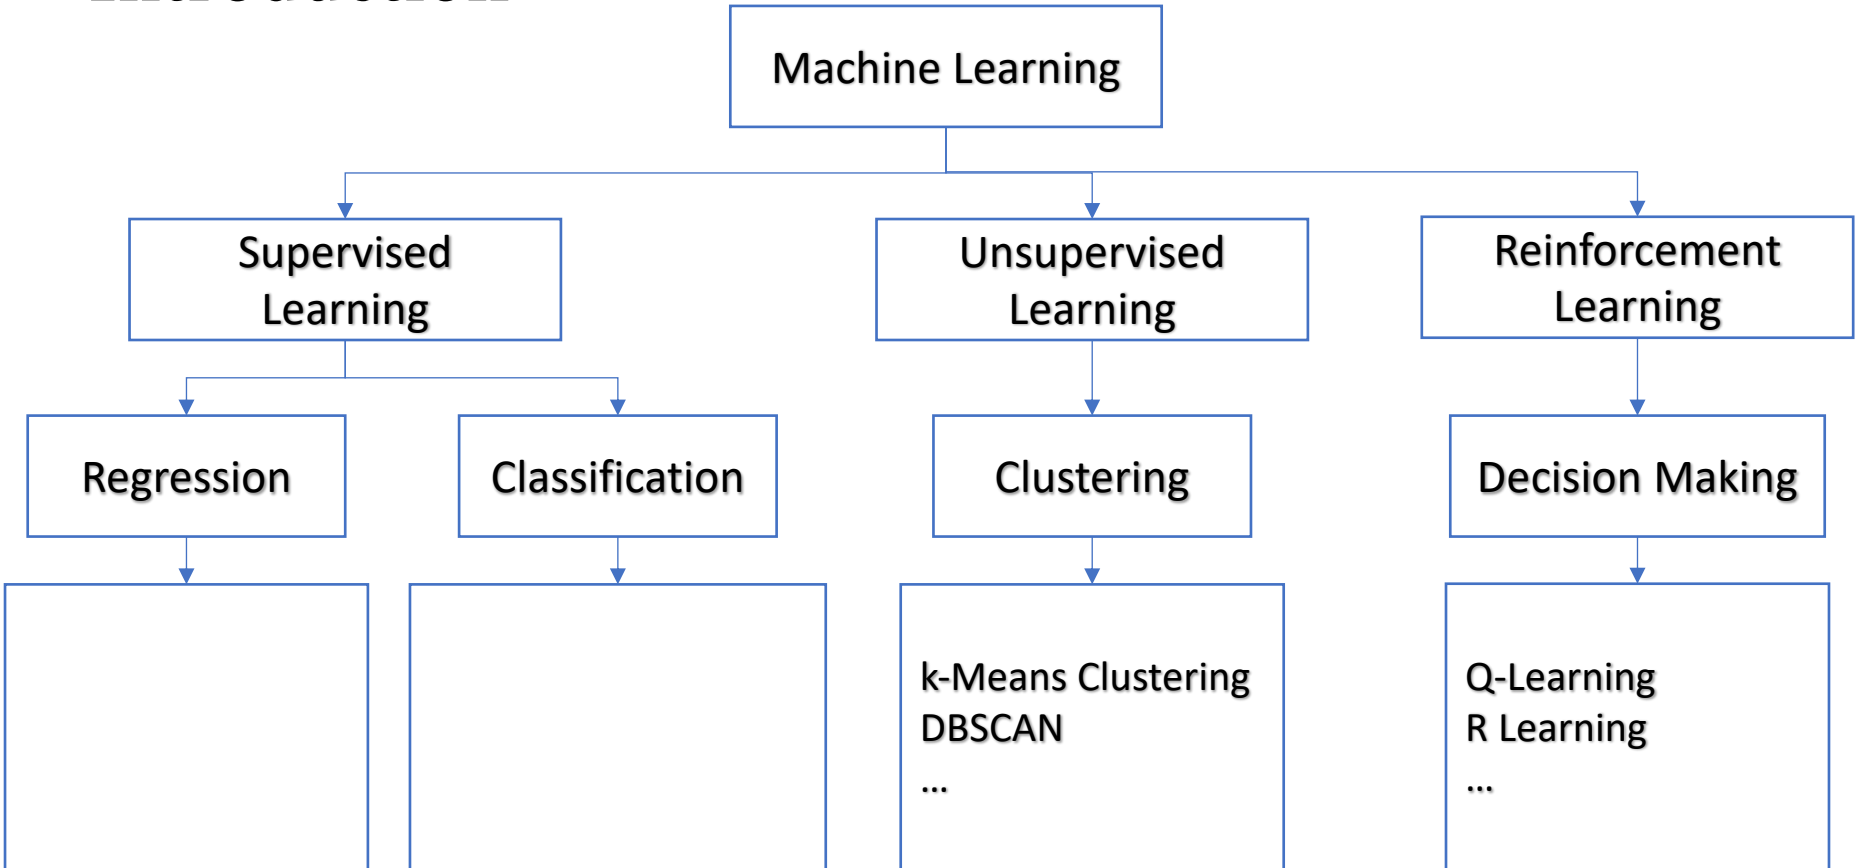 Machine Learning
Supervised
Learning
Unsupervised
Learning
Reinforcement
Learning
Regression
Classification
Clustering
Decision Making
k-Means Clustering
DBSCAN
...
Q-Learning
R Learning
...